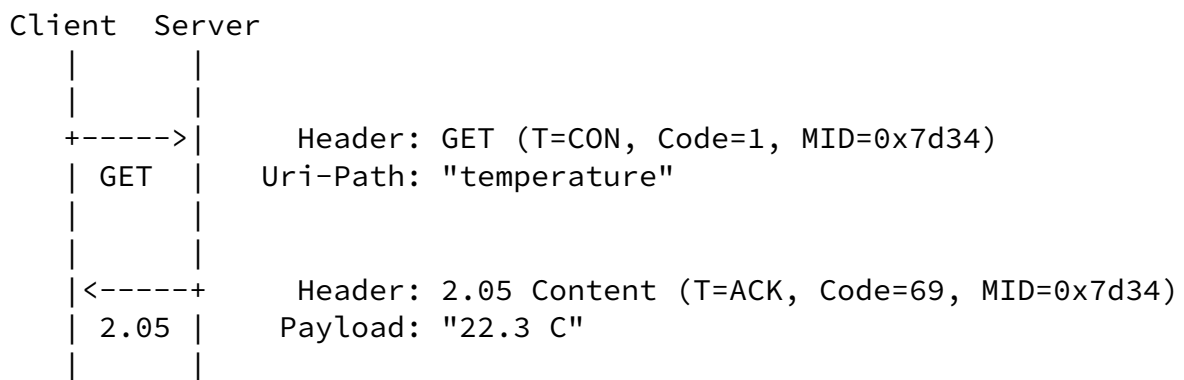 Client  Server
   |      |
   |      |
   +----->|     Header: GET (T=CON, Code=1, MID=0x7d34)
   | GET  |   Uri-Path: "temperature"
   |      |
   |      |
   |<-----+     Header: 2.05 Content (T=ACK, Code=69, MID=0x7d34)
   | 2.05 |    Payload: "22.3 C"
   |      |